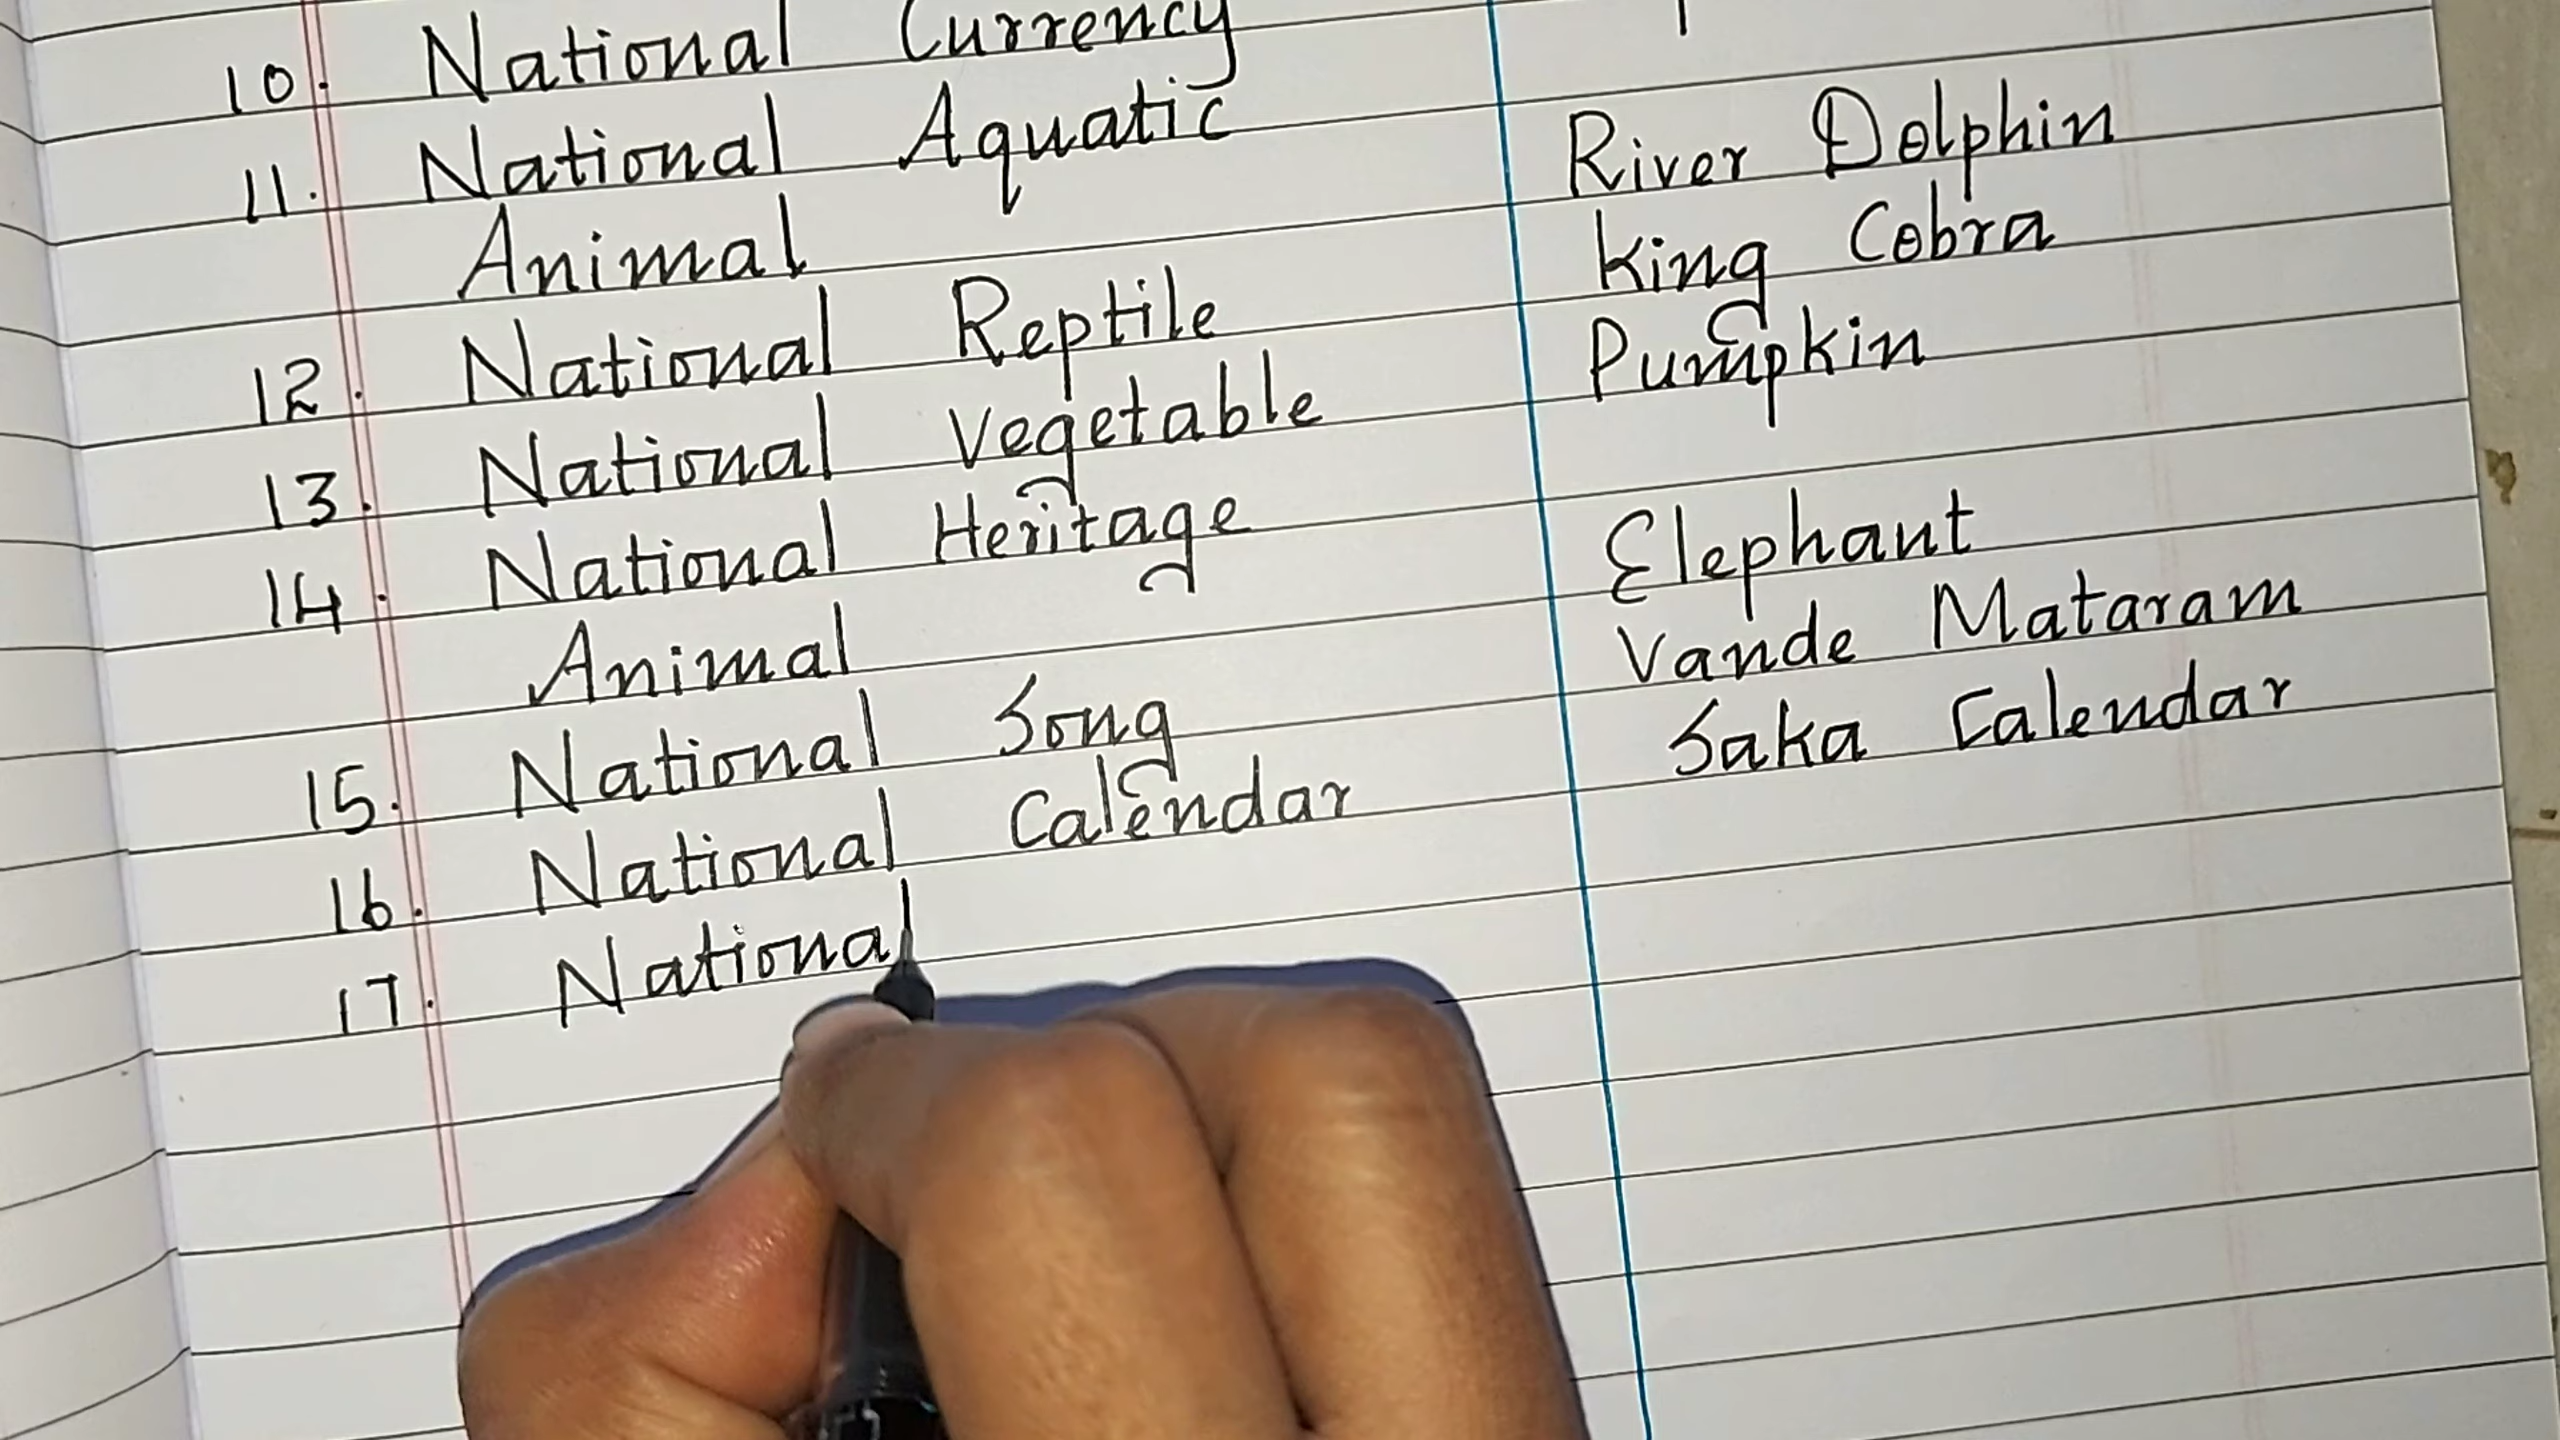 10. National Currency
11. National Aquatic
Animal River Dolphin
12. National Reptile King Cobra
13. National Vegetable Pumpkin
14. National Heritage
Animal Elephant
15. National Song Vande Mataram
16. National Calendar Saka Calendar
17. National